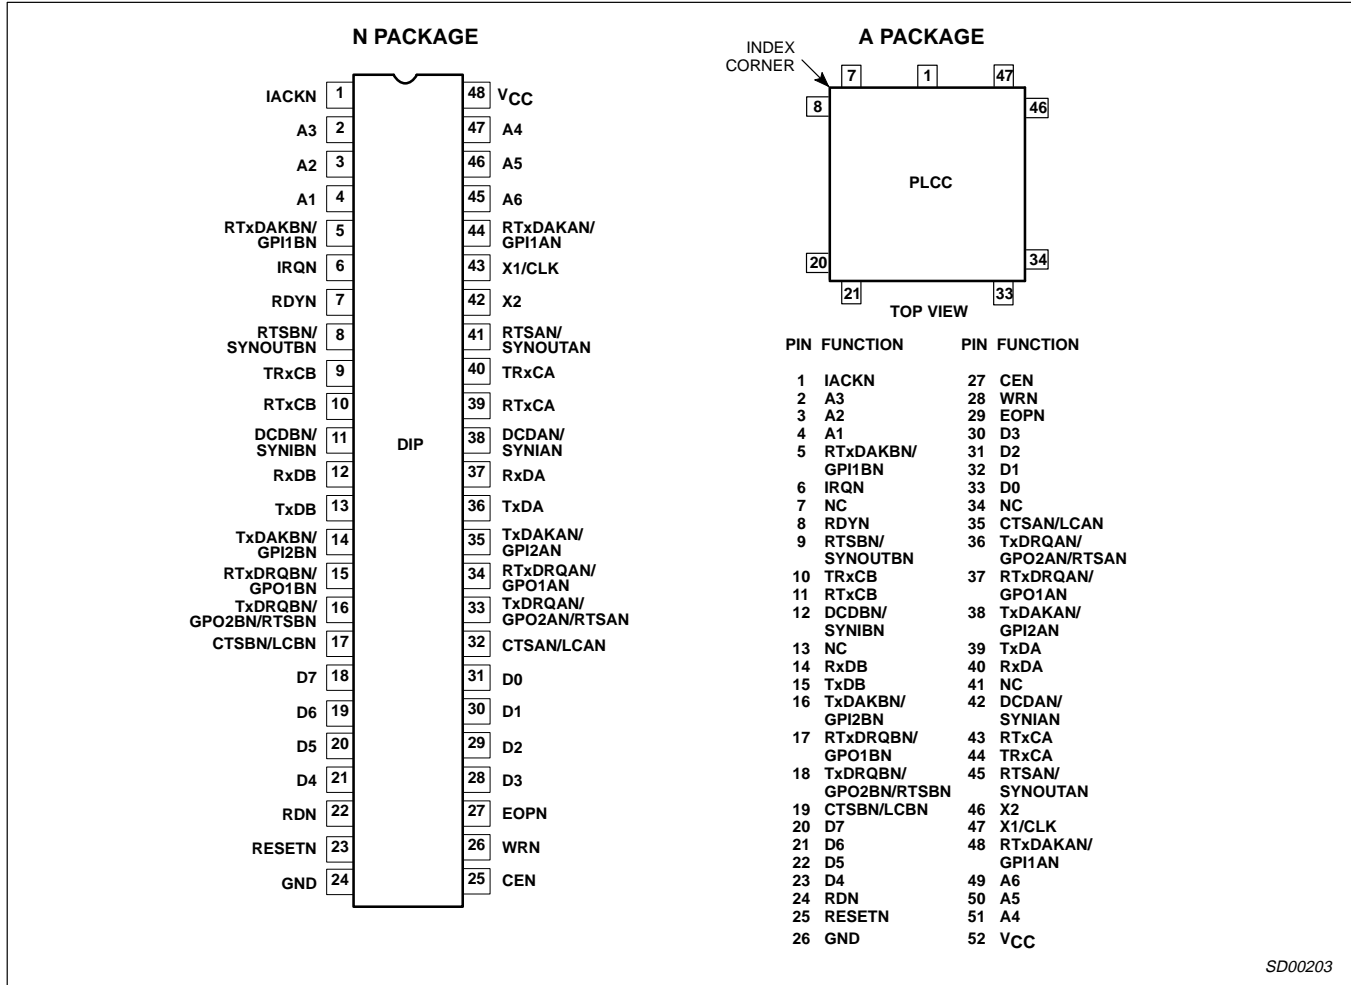 N PACKAGE
IACKN 1
A3 2
A2 3
A1 4
RTxDAKBN/
GPI1BN 5
IRQN 6
RDYN 7
RTSBN/
SYNOUTBN 8
TRxCB 9
RTxCB 10
DCDBN/
SYNIBN 11
RxDB 12
TxDB 13
TxDAKBN/
GPI2BN 14
RTxDRQBN/
GPO1BN 15
TxDRQBN/
GPO2BN/RTSBN 16
CTSBN/LCBN 17
D7 18
D6 19
D5 20
D4 21
RDN 22
RESETN 23
GND 24
DIP
48 VCC
47 A4
46 A5
45 A6
44 RTxDAKAN/
GPI1AN
43 X1/CLK
42 X2
41 RTSAN/
SYNOUTAN
40 TRxCA
39 RTxCA
38 DCDAN/
SYNIAN
37 RxDA
36 TxDA
35 TxDAKAN/
GPI2AN
34 RTxDRQAN/
GPO1AN
33 TxDRQAN/
GPO2AN/RTSAN
32 CTSAN/LCAN
31 D0
30 D1
29 D2
28 D3
27 EOPN
26 WRN
25 CEN
A PACKAGE
INDEX
CORNER
7 1 47
8 46
PLCC
20 34
21 33
TOP VIEW
PIN FUNCTION
1 IACKN
2 A3
3 A2
4 A1
5 RTxDAKBN/
GPI1BN
6 IRQN
7 NC
8 RDYN
9 RTSBN/
SYNOUTBN
10 TRxCB
11 RTxCB
12 DCDBN/
SYNIBN
13 NC
14 RxDB
15 TxDB
16 TxDAKBN/
GPI2BN
17 RTxDRQBN/
GPO1BN
18 TxDRQBN/
GPO2BN/RTSBN
19 CTSBN/LCBN
20 D7
21 D6
22 D5
23 D4
24 RDN
25 RESETN
26 GND
PIN FUNCTION
27 CEN
28 WRN
29 EOPN
30 D3
31 D2
32 D1
33 D0
34 NC
35 CTSAN/LCAN
36 TxDRQAN/
GPO2AN/RTSAN
37 RTxDRQAN/
GPO1AN
38 TxDAKAN/
GPI2AN
39 TxDA
40 RxDA
41 NC
42 DCDAN/
SYNIAN
43 RTxCA
44 TRxCA
45 RTSAN/
SYNOUTAN
46 X2
47 X1/CLK
48 RTxDAKAN/
GPI1AN
49 A6
50 A5
51 A4
52 VCC
SD00203